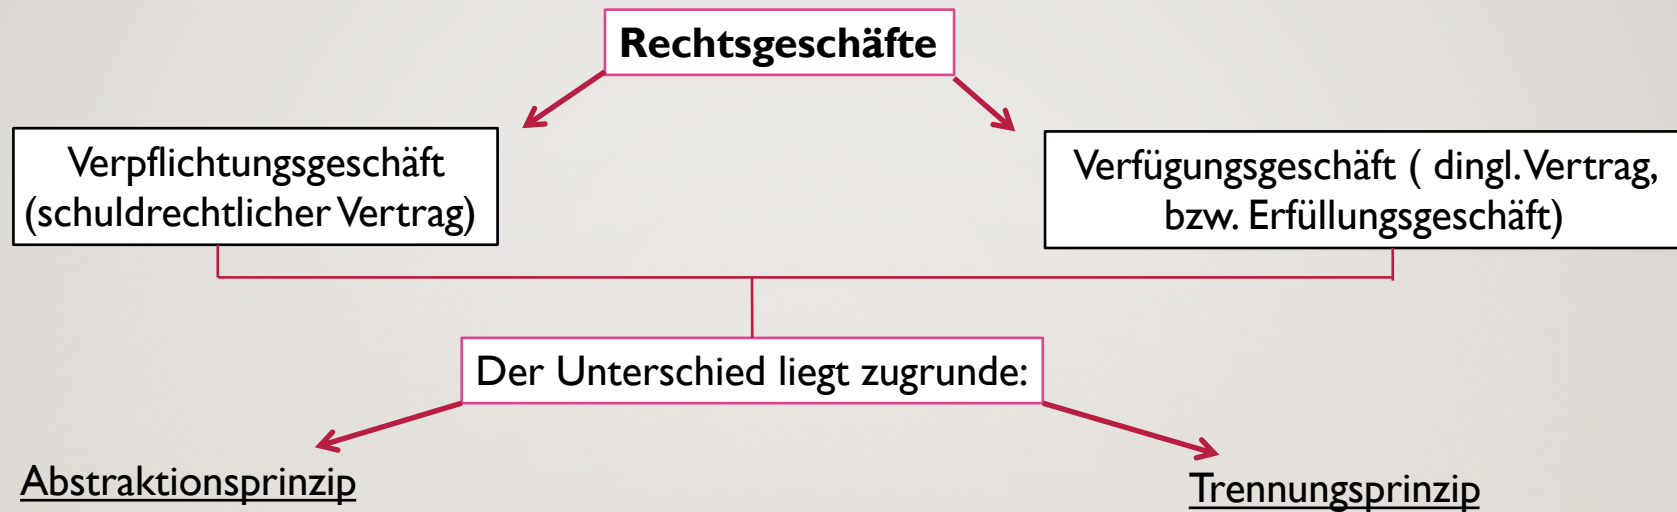 Rechtsgeschäfte
Verpflichtungsgeschäft
(schuldrechtlicher Vertrag)
Verfügungsgeschäft ( dingl. Vertrag,
bzw. Erfüllungsgeschäft)
Der Unterschied liegt zugrunde:
Abstraktionsprinzip
Trennungsprinzip